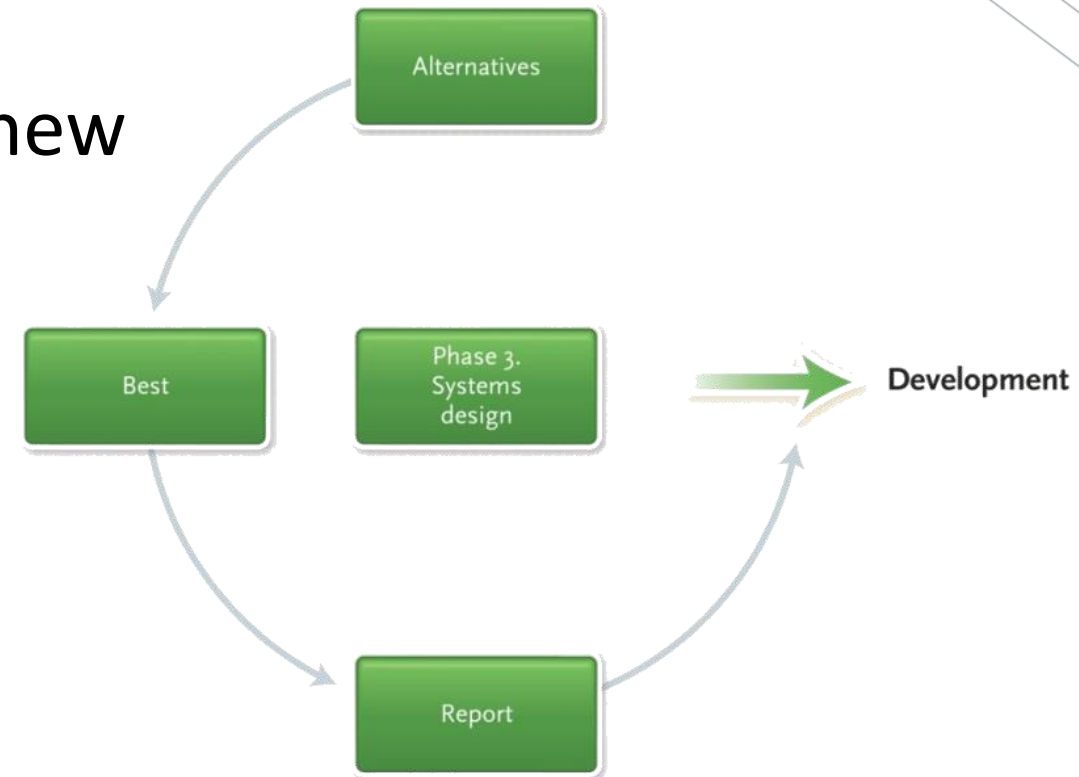 Alternatives
new
Best
Phase 3.
Systems
design
Development
Report